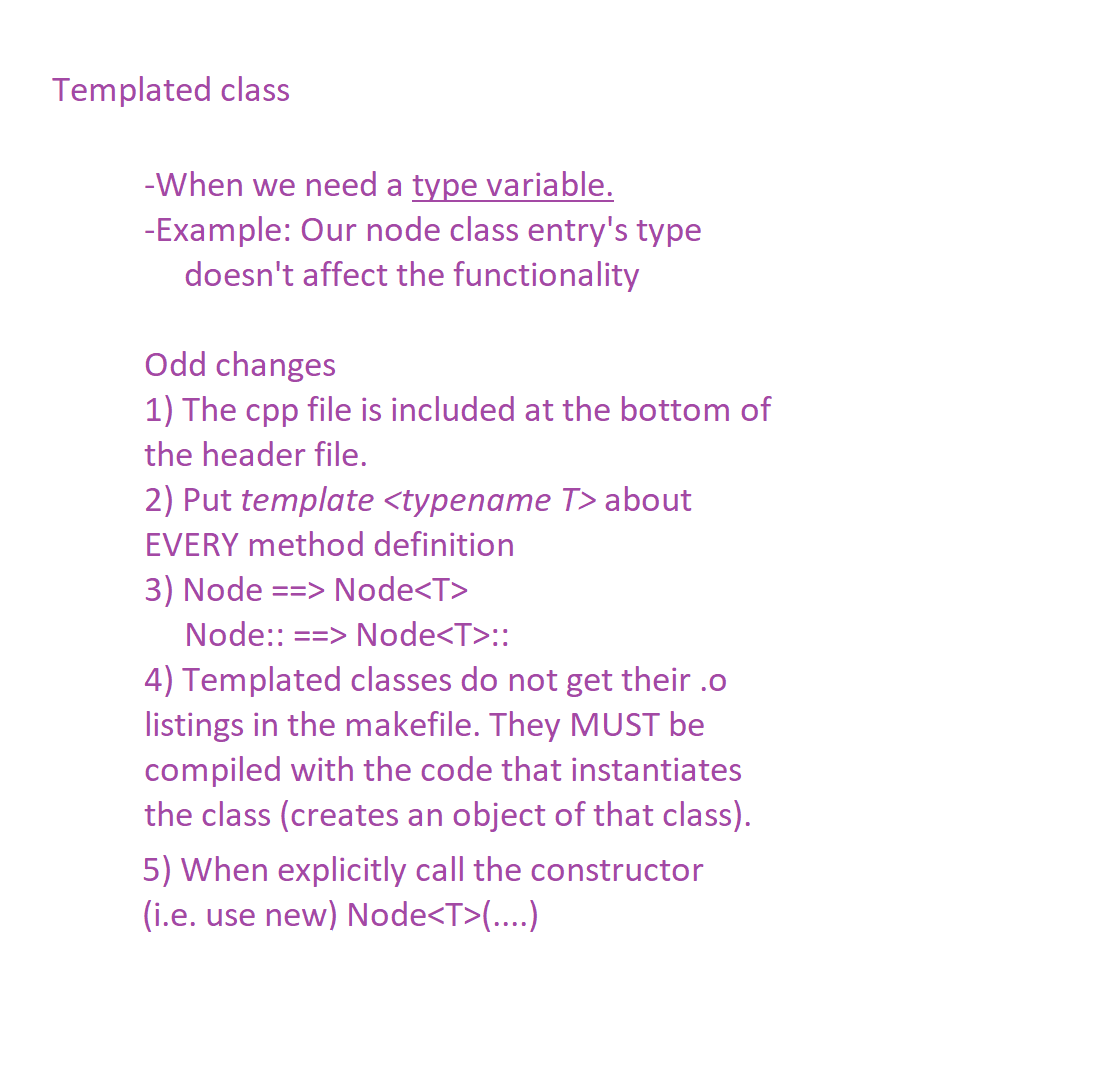 Templated class
-When we need a type variable.
-Example: Our node class entry's type
doesn't affect the functionality
Odd changes
1) The cpp file is included at the bottom of
the header file.
2) Put template <typename T> about
EVERY method definition
3) Node ==> Node<T>
Node:: ==> Node<T>::
4) Templated classes do not get their .o
listings in the makefile. They MUST be
compiled with the code that instantiates
the class (creates an object of that class).
5) When explicitly call the constructor
(i.e. use new) Node<T>(....)